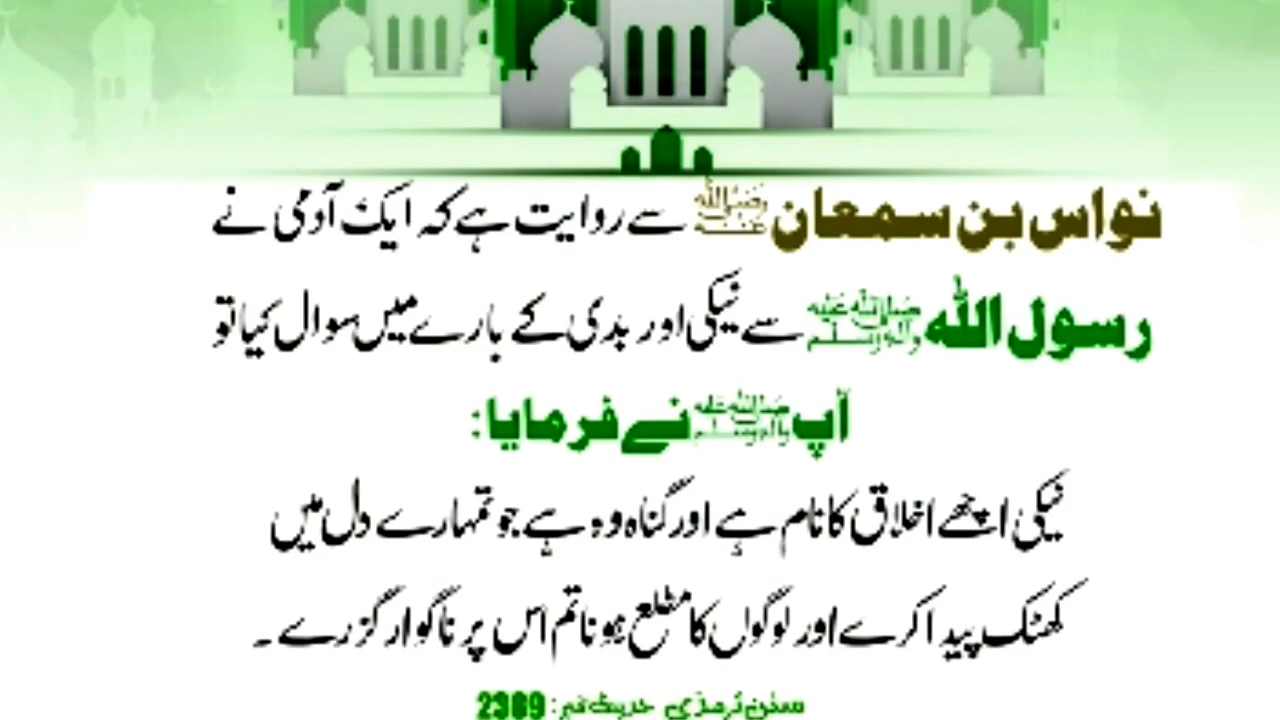 نواس بن سمعان رضی اللہ عنہ سے روایت ہے کہ ایک آدمی نے
رسول اللہ صلی اللہ علیہ وآلہ وسلم سے نیکی اور بدی کے بارے میں سوال کیا تو
آپ صلی اللہ علیہ وآلہ وسلم نے فرمایا:
نیکی اچھے اخلاق کا نام ہے اور گناہ وہ ہے جو تمہارے دل میں
کھٹک پیدا کرے اور لوگوں کا مطلع ہونا تم اس پر ناگوار گزرے ۔
سنن ترمزی حدیث نمبر: 2389